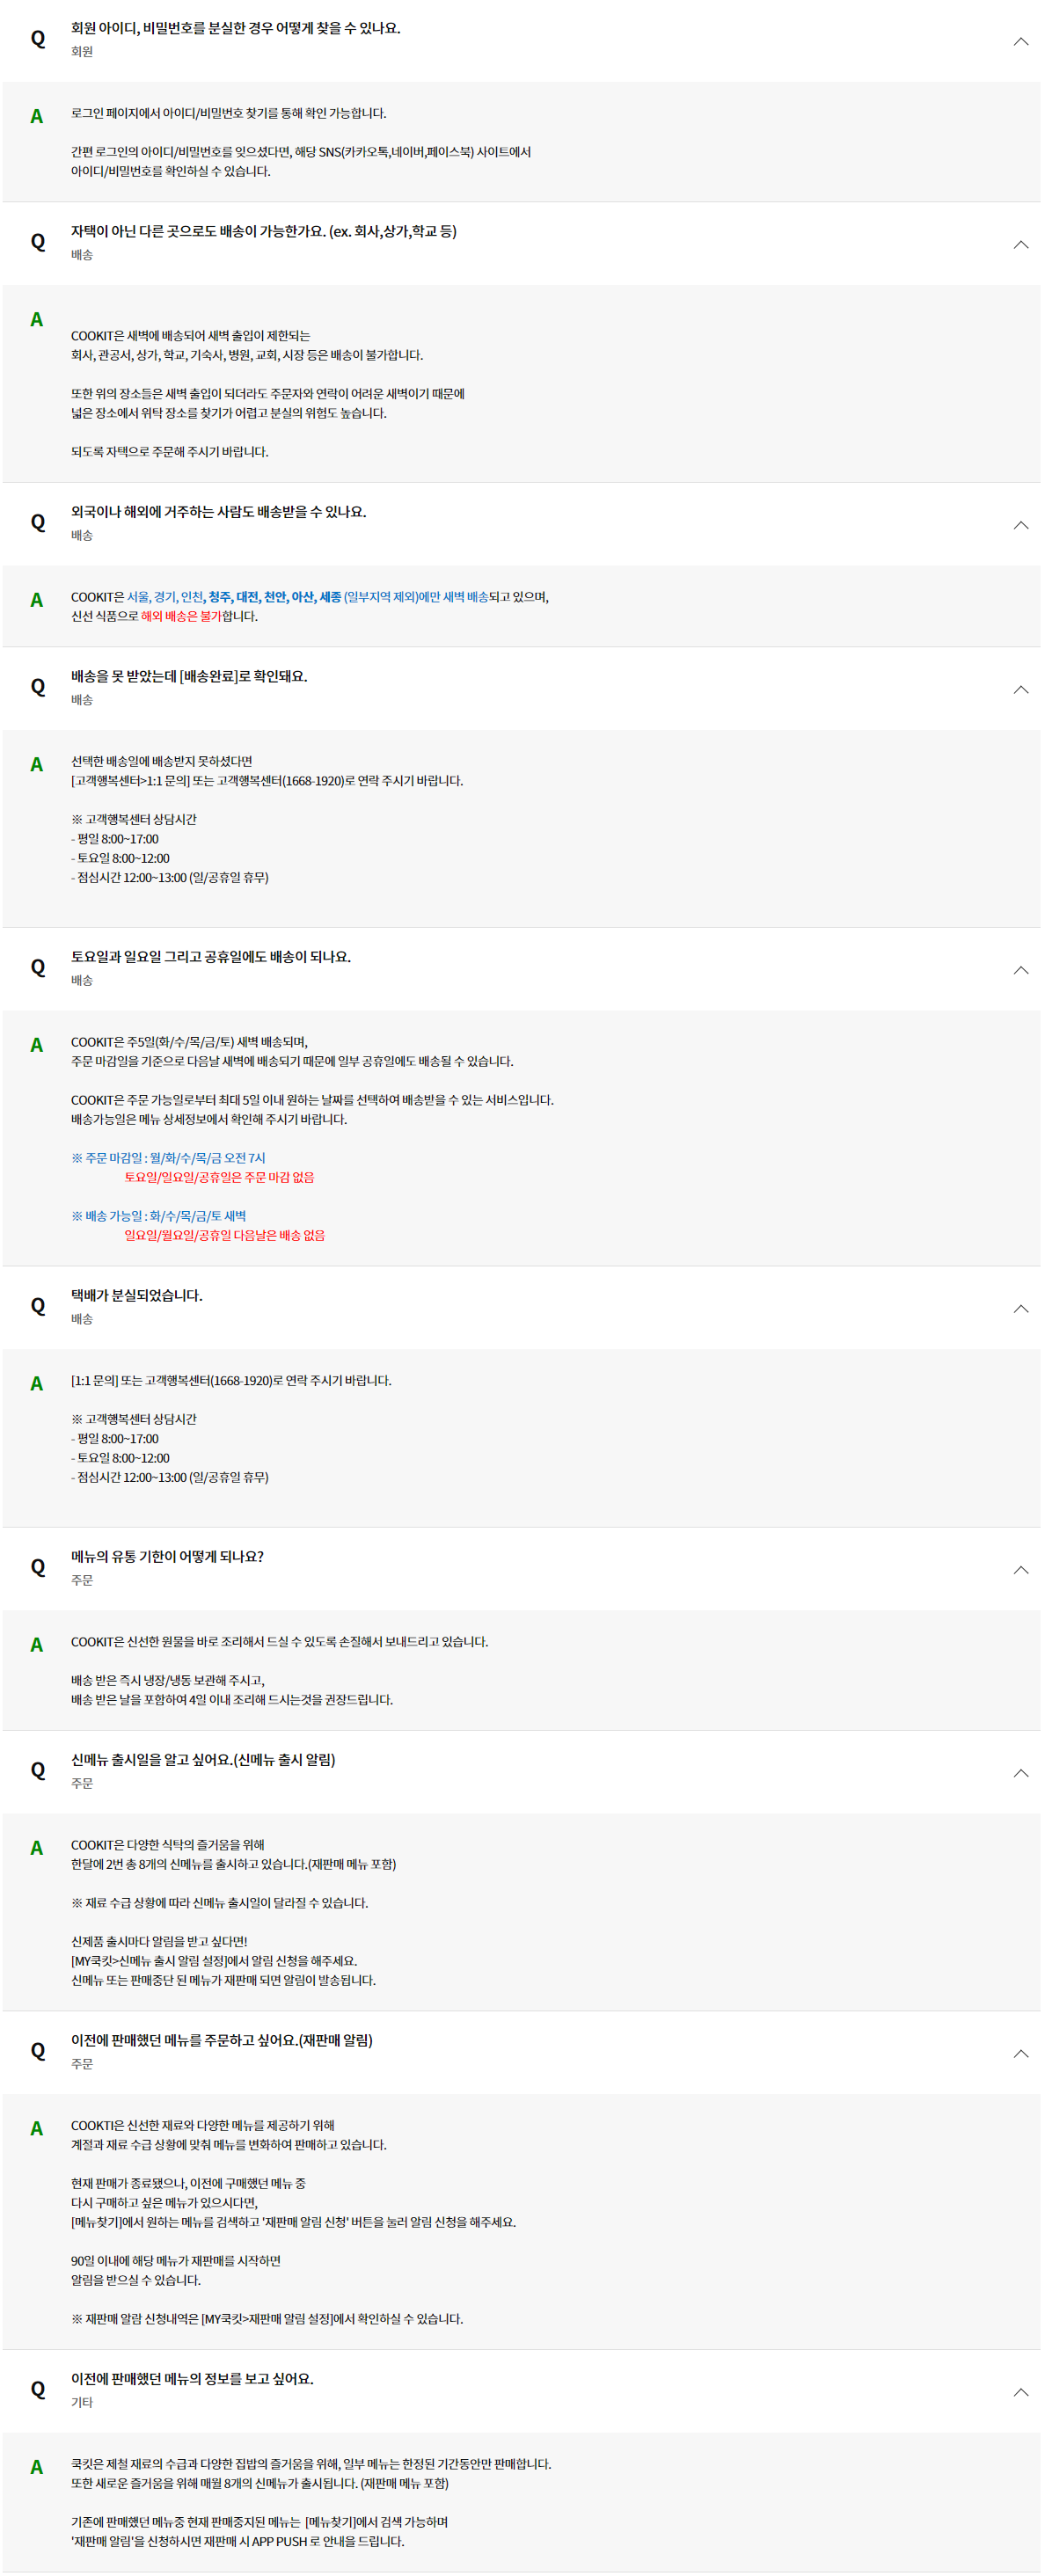 Q
회원 아이디, 비밀번호를 분실한 경우 어떻게 찾을 수 있나요.
회원
A
로그인 페이지에서 아이디/비밀번호 찾기를 통해 확인 가능합니다.
간편 로그인의 아이디/비밀번호를 잊으셨다면, 해당 SNS(카카오톡,네이버,페이스북) 사이트에서
아이디/비밀번호를 확인하실 수 있습니다.
Q
자택이 아닌 다른 곳으로도 배송이 가능한가요. (ex. 회사,상가,학교 등)
배송
A
COOKIT은 새벽에 배송되어 새벽 출입이 제한되는
회사, 관공서, 상가, 학교, 기숙사, 병원, 교회, 시장 등은 배송이 불가합니다.
또한 위의 장소들은 새벽 출입이 되더라도 주문자와 연락이 어려운 새벽이기 때문에
넓은 장소에서 위탁 장소를 찾기가 어렵고 분실의 위험도 높습니다.
되도록 자택으로 주문해 주시기 바랍니다.
Q
외국이나 해외에 거주하는 사람도 배송받을 수 있나요.
배송
A
COOKIT은 서울, 경기, 인천, 청주, 대전, 천안, 아산, 세종 (일부지역 제외)에만 새벽 배송되고 있으며,
신선 식품으로 해외 배송은 불가합니다.
Q
배송을 못 받았는데 [배송완료]로 확인돼요.
배송
A
선택한 배송일에 배송받지 못하셨다면
[고객행복센터>1:1 문의] 또는 고객행복센터(1668-1920)로 연락 주시기 바랍니다.
※ 고객행복센터 상담시간
- 평일 8:00~17:00
- 토요일 8:00~12:00
- 점심시간 12:00~13:00 (일/공휴일 휴무)
Q
토요일과 일요일 그리고 공휴일에도 배송이 되나요.
배송
A
COOKIT은 주5일(화/수/목/금/토) 새벽 배송되며,
주문 마감일을 기준으로 다음날 새벽에 배송되기 때문에 일부 공휴일에도 배송될 수 있습니다.
COOKIT은 주문 가능일로부터 최대 5일 이내 원하는 날짜를 선택하여 배송받을 수 있는 서비스입니다.
배송가능일은 메뉴 상세정보에서 확인해 주시기 바랍니다.
※ 주문 마감일 : 월/화/수/목/금 오전 7시
토요일/일요일/공휴일은 주문 마감 없음
※ 배송 가능일 : 화/수/목/금/토 새벽
일요일/월요일/공휴일 다음날은 배송 없음
Q
택배가 분실되었습니다.
배송
A
[1:1 문의] 또는 고객행복센터(1668-1920)로 연락 주시기 바랍니다.
※ 고객행복센터 상담시간
- 평일 8:00~17:00
- 토요일 8:00~12:00
- 점심시간 12:00~13:00 (일/공휴일 휴무)
Q
메뉴의 유통 기한이 어떻게 되나요?
주문
A
COOKIT은 신선한 원물을 바로 조리해서 드실 수 있도록 손질해서 보내드리고 있습니다.
배송 받은 즉시 냉장/냉동 보관해 주시고,
배송 받은 날을 포함하여 4일 이내 조리해 드시는것을 권장드립니다.
Q
신메뉴 출시일을 알고 싶어요.(신메뉴 출시 알림)
주문
A
COOKIT은 다양한 식탁의 즐거움을 위해
한달에 2번 총 8개의 신메뉴를 출시하고 있습니다.(재판매 메뉴 포함)
※ 재료 수급 상황에 따라 신메뉴 출시일이 달라질 수 있습니다.
신제품 출시마다 알림을 받고 싶다면!
[MY쿡킷>신메뉴 출시 알림 설정]에서 알림 신청을 해주세요.
신메뉴 또는 판매중단 된 메뉴가 재판매 되면 알림이 발송됩니다.
Q
이전에 판매했던 메뉴를 주문하고 싶어요.(재판매 알림)
주문
A
COOKTI은 신선한 재료와 다양한 메뉴를 제공하기 위해
계절과 재료 수급 상황에 맞춰 메뉴를 변화하여 판매하고 있습니다.
현재 판매가 종료됐으나, 이전에 구매했던 메뉴 중
다시 구매하고 싶은 메뉴가 있으시다면,
[메뉴찾기]에서 원하는 메뉴를 검색하고 '재판매 알림 신청' 버튼을 눌러 알림 신청을 해주세요.
90일 이내에 해당 메뉴가 재판매를 시작하면
알림을 받으실 수 있습니다.
※ 재판매 알람 신청내역은 [MY쿡킷>재판매 알림 설정]에서 확인하실 수 있습니다.
Q
이전에 판매했던 메뉴의 정보를 보고 싶어요.
기타
A
쿡킷은 제철 재료의 수급과 다양한 집밥의 즐거움을 위해, 일부 메뉴는 한정된 기간동안만 판매합니다.
또한 새로운 즐거움을 위해 매월 8개의 신메뉴가 출시됩니다. (재판매 메뉴 포함)
기존에 판매했던 메뉴중 현재 판매중지된 메뉴는 [메뉴찾기]에서 검색 가능하며
'재판매 알림'을 신청하시면 재판매 시 APP PUSH 로 안내을 드립니다.